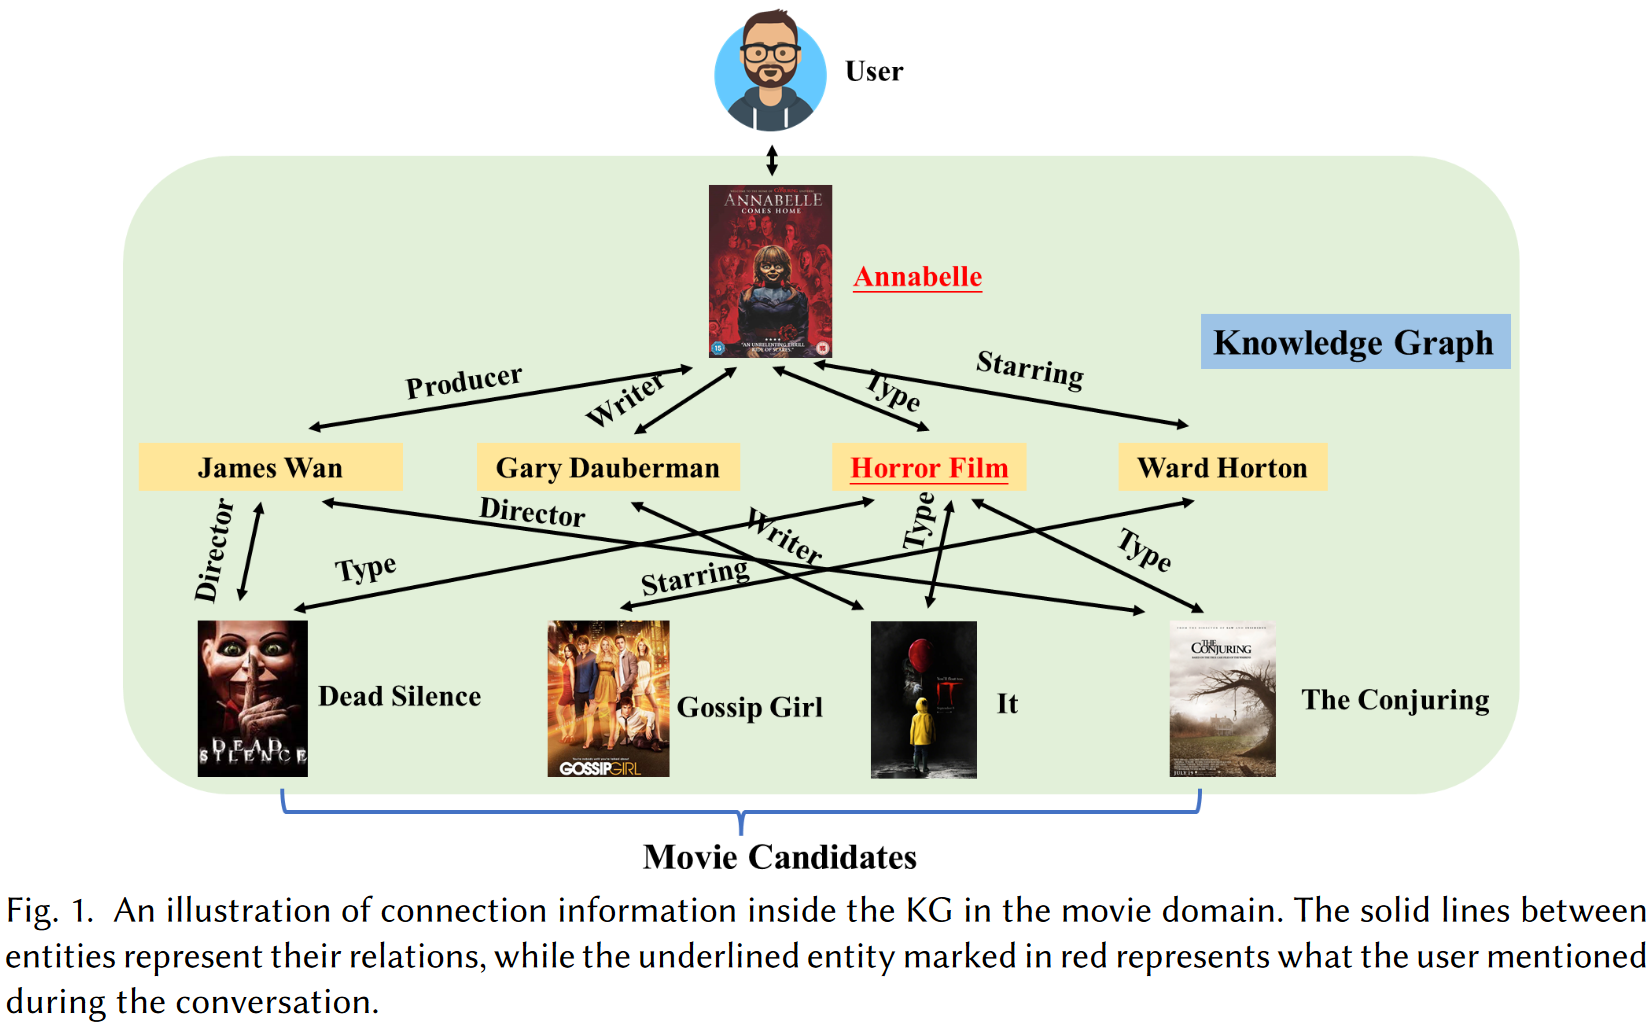 User
ANNABELLE
COMES HOME
Annabelle
Knowledge Graph
Producer
Writer
Type
Starring
James Wan
Gary Dauberman
Horror Film
Ward Horton
Director
Director
Type
Writer
Starring
Type
Type
DEAD
SILENCE
Dead Silence
GOSSIPGIRL
Gossip Girl
IT
It
THE
CONJURING
The Conjuring
Movie Candidates
Fig. 1. An illustration of connection information inside the KG in the movie domain. The solid lines between
entities represent their relations, while the underlined entity marked in red represents what the user mentioned
during the conversation.